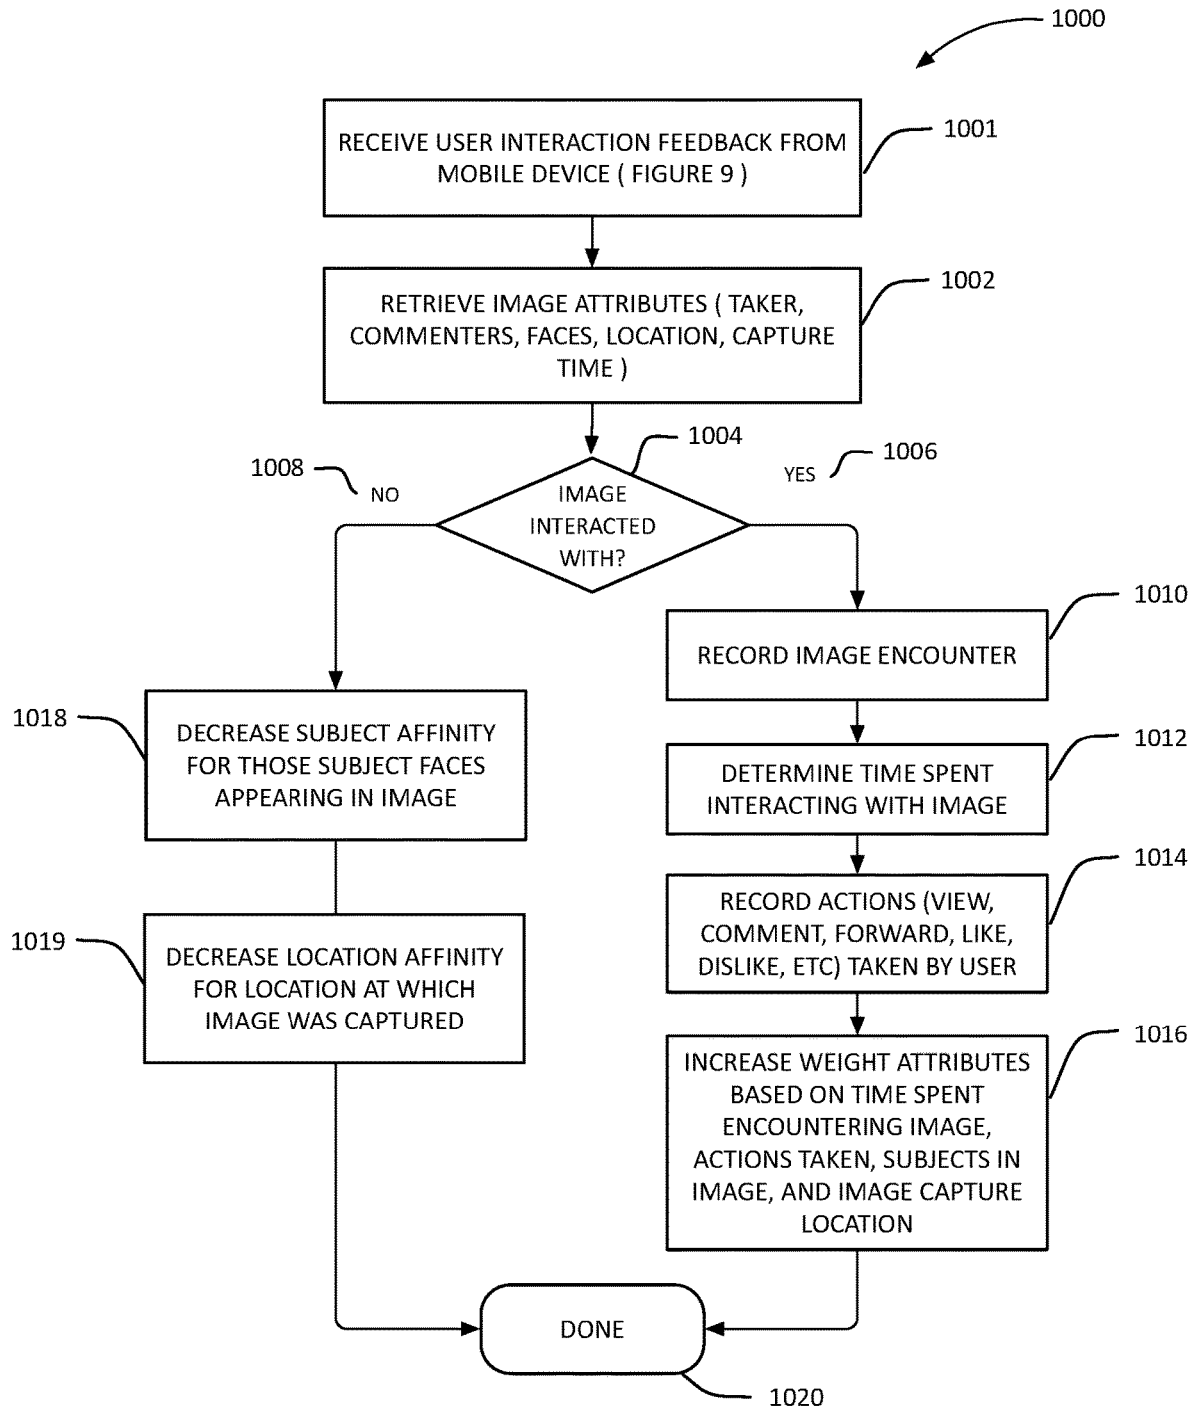 1000
RECEIVE USER INTERACTION FEEDBACK FROM
MOBILE DEVICE ( FIGURE 9 )
1001
RETRIEVE IMAGE ATTRIBUTES ( TAKER,
COMMENTERS, FACES, LOCATION, CAPTURE
TIME )
1002
1004
IMAGE
INTERACTED
WITH?
1008
NO
YES
1006
RECORD IMAGE ENCOUNTER
1010
DECREASE SUBJECT AFFINITY
FOR THOSE SUBJECT FACES
APPEARING IN IMAGE
1018
DETERMINE TIME SPENT
INTERACTING WITH IMAGE
1012
RECORD ACTIONS (VIEW,
COMMENT, FORWARD, LIKE,
DISLIKE, ETC) TAKEN BY USER
1014
1019
DECREASE LOCATION AFFINITY
FOR LOCATION AT WHICH
IMAGE WAS CAPTURED
INCREASE WEIGHT ATTRIBUTES
BASED ON TIME SPENT
ENCOUNTERING IMAGE,
ACTIONS TAKEN, SUBJECTS IN
IMAGE, AND IMAGE CAPTURE
LOCATION
1016
DONE
1020